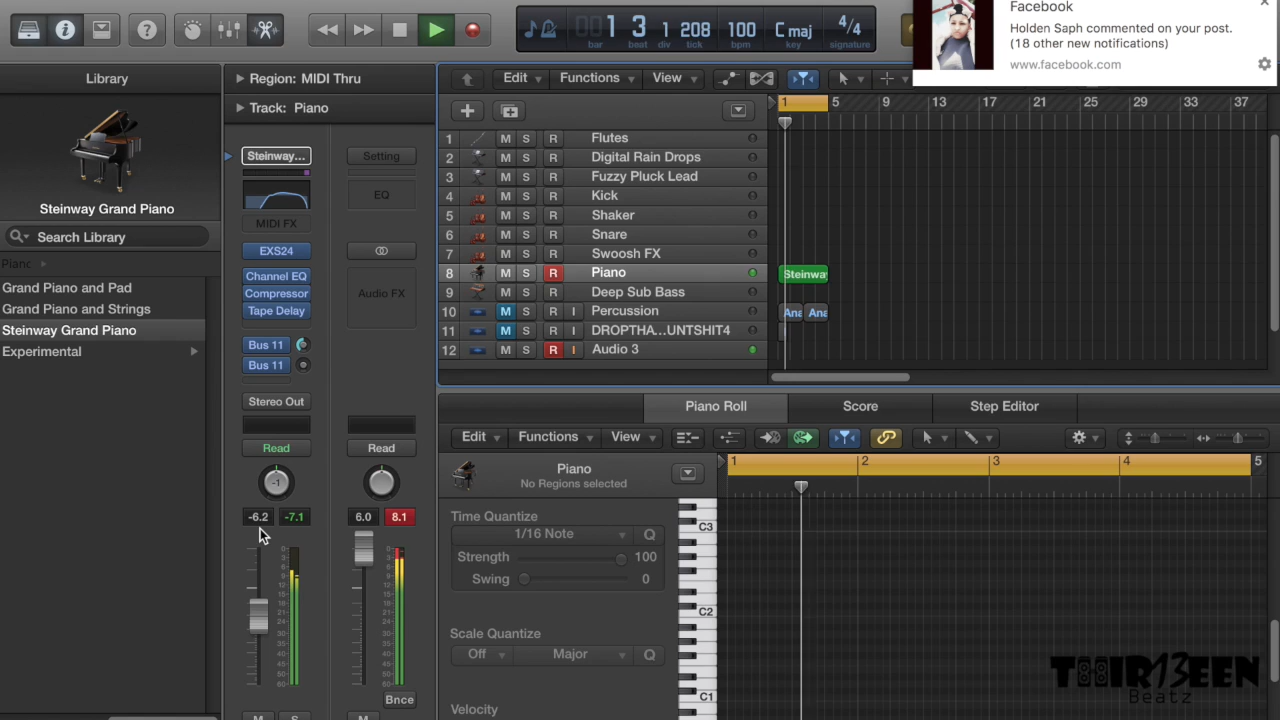 1 3 1 208 100 C maj 4/4
bar beat div tick bpm key signature
Facebook
Holden Saph commented on your post.
(18 other new notifications)
www.facebook.com
Library
Steinway Grand Piano
Search Library
Piano
Grand Piano and Pad
Grand Piano and Strings
Steinway Grand Piano
Experimental
Region: MIDI Thru
Track: Piano
Steinway...
Setting
EQ
MIDI FX
EXS24
Channel EQ
Compressor
Tape Delay
Audio FX
Bus 11
Bus 11
Stereo Out
Read
Read
-1
-6.2 -7.1 6.0 8.1
Bnce
M S M
Edit Functions View
1 5 9 13 17 21 25 29 33 37
1 M S R Flutes
2 M S R Digital Rain Drops
3 M S R Fuzzy Pluck Lead
4 M S R Kick
5 M S R Shaker
6 M S R Snare
7 M S R Swoosh FX
8 M S R Piano
9 M S R Deep Sub Bass
10 M S R I Percussion
11 M S R I DROPTHA...UNTSHIT4
12 M S R I Audio 3
Steinwa
Ana Ana
Piano Roll Score Step Editor
Edit Functions View
Piano
No Regions selected
1 2 3 4 5
Time Quantize
1/16 Note Q
Strength 100
Swing 0
Scale Quantize
Off Major Q
Velocity
C3
C2
C1
THIR13EEN
Beatz